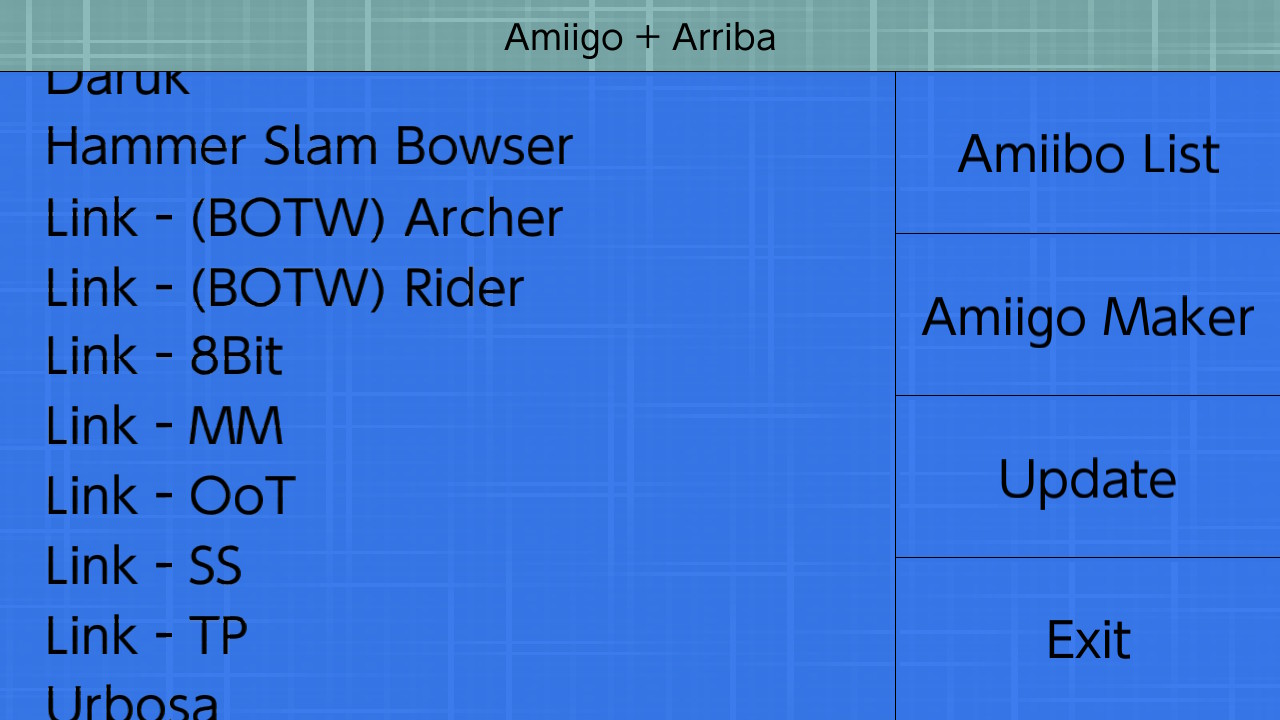 Amiigo + Arriba
Daruk
Hammer Slam Bowser
Link - (BOTW) Archer
Link - (BOTW) Rider
Link - 8Bit
Link - MM
Link - OoT
Link - SS
Link - TP
Urbosa
Amiibo List
Amiigo Maker
Update
Exit